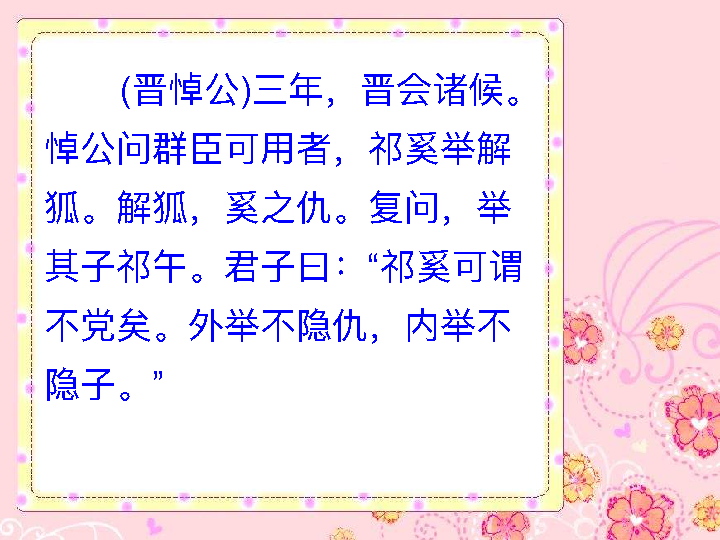 (晋悼公)三年，晋会诸候。
悼公问群臣可用者，祁奚举解
狐。解狐，奚之仇。复问，举
其子祁午。君子曰：“祁奚可谓
不党矣。外举不隐仇，内举不
隐子。”